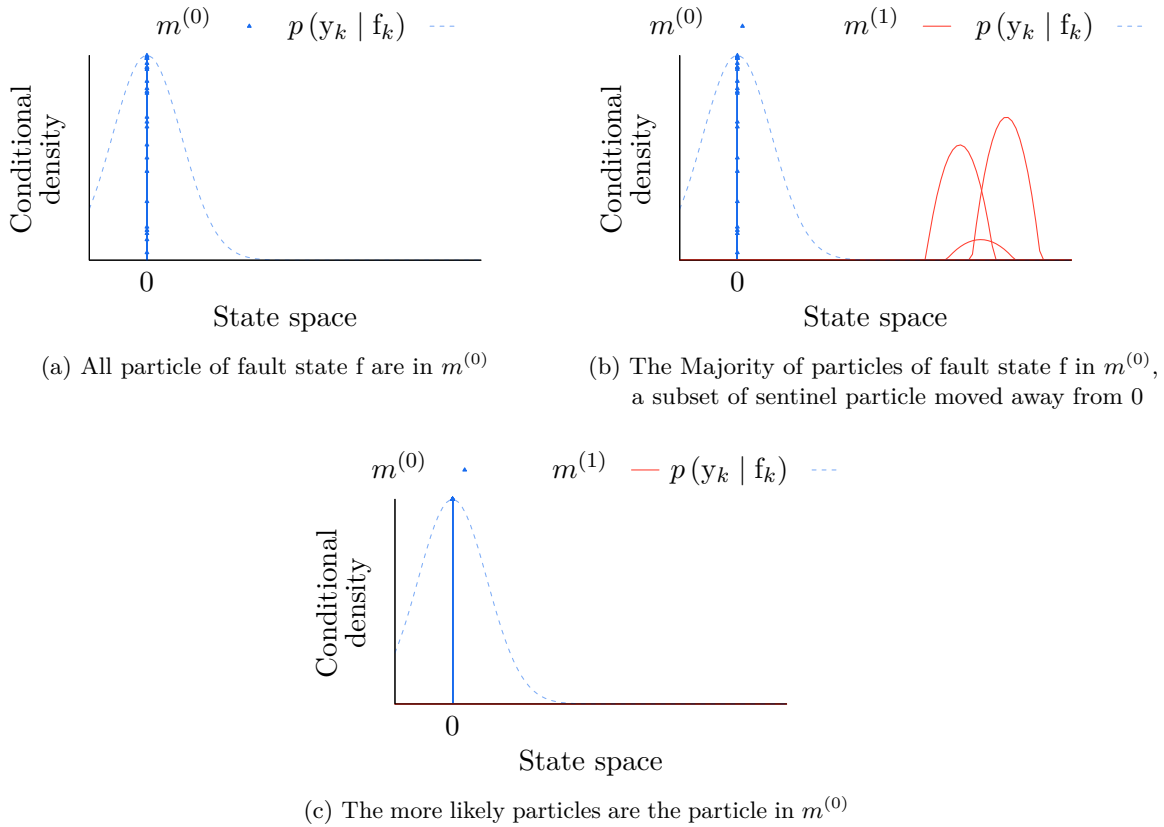 m^{(0)} p(y_k | f_k)
Conditional
density
0
State space
(a) All particle of fault state f are in m^{(0)}
m^{(0)} m^{(1)} p(y_k | f_k)
Conditional
density
0
State space
(b) The Majority of particles of fault state f in m^{(0)},
a subset of sentinel particle moved away from 0
m^{(0)} m^{(1)} p(y_k | f_k)
Conditional
density
0
State space
(c) The more likely particles are the particle in m^{(0)}